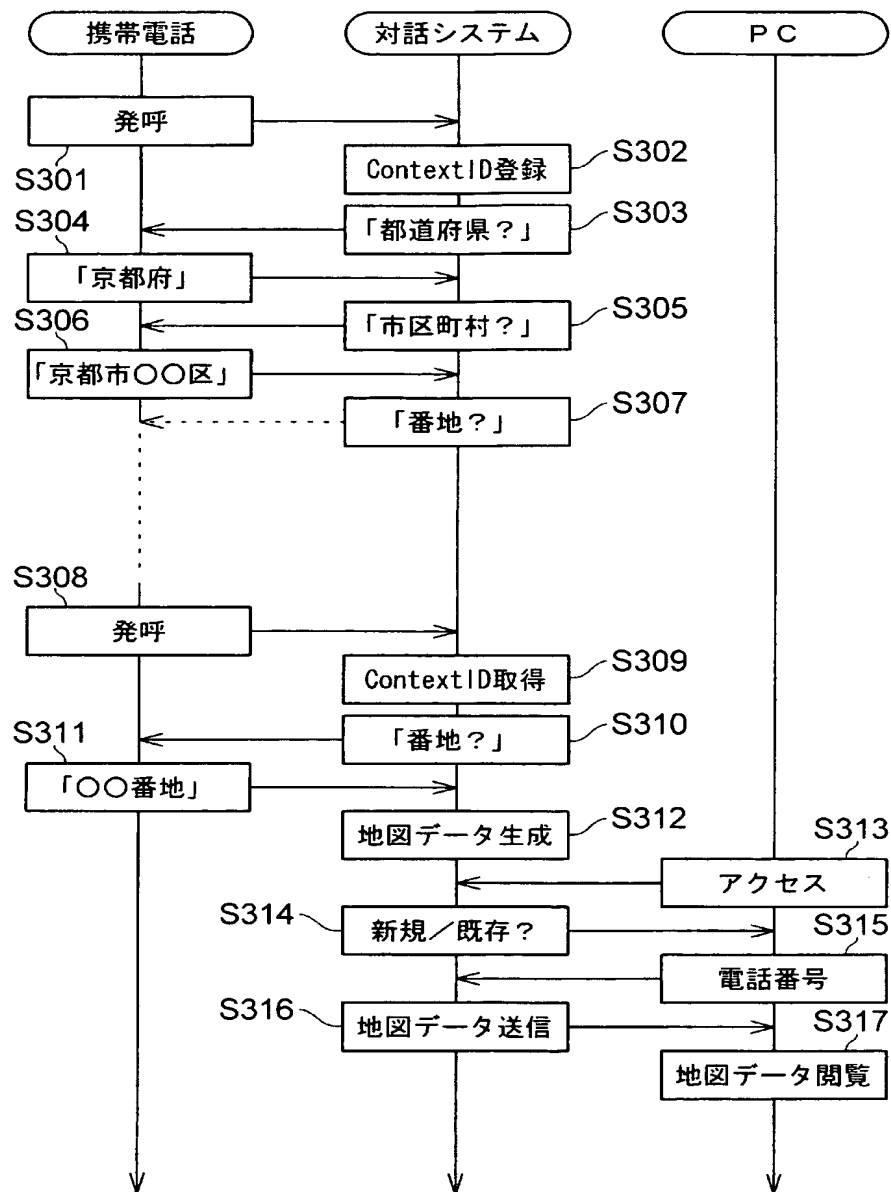 携帯電話
対話システム
PC
発呼
S301
ContextID登録
S302
「都道府県？」
S303
S304
「京都府」
「市区町村？」
S305
S306
「京都市○○区」
「番地？」
S307
S308
発呼
ContextID取得
S309
「番地？」
S310
S311
「○○番地」
地図データ生成
S312
S313
アクセス
S314
新規／既存？
S315
電話番号
S316
地図データ送信
S317
地図データ閲覧